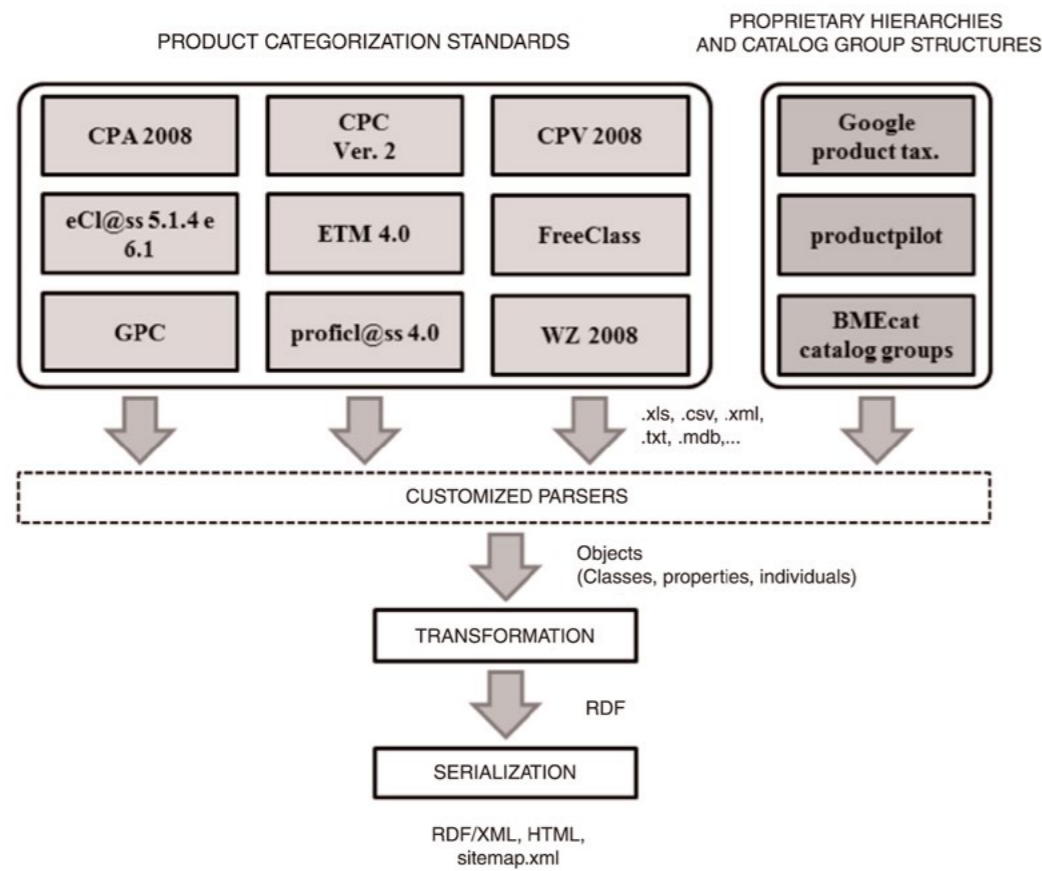 PRODUCT CATEGORIZATION STANDARDS
PROPRIETARY HIERARCHIES
AND CATALOG GROUP STRUCTURES
CPA 2008
CPC
Ver. 2
CPV 2008
Google
product tax.
eCl@ss 5.1.4 e
6.1
ETM 4.0
FreeClass
productpilot
GPC
proficl@ss 4.0
WZ 2008
BMEcat
catalog groups
.xls, .csv, .xml,
.txt, .mdb,...
CUSTOMIZED PARSERS
Objects
(Classes, properties, individuals)
TRANSFORMATION
RDF
SERIALIZATION
RDF/XML, HTML,
sitemap.xml